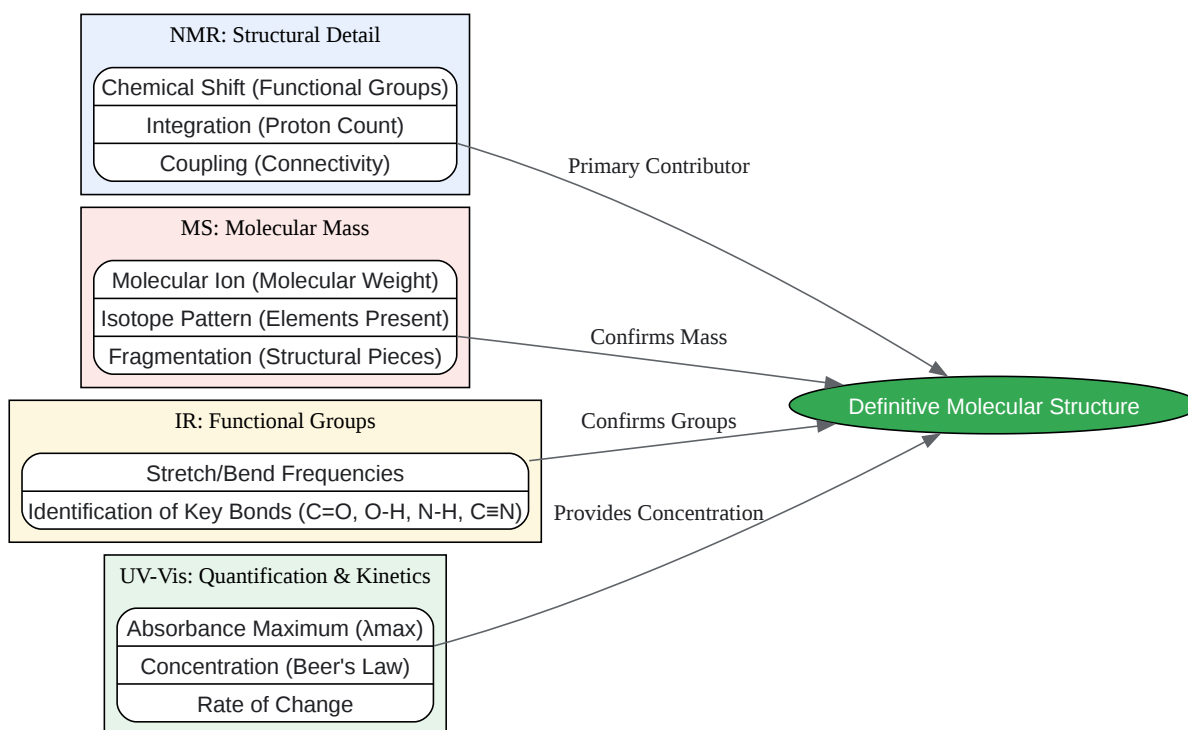 NMR: Structural Detail
Chemical Shift (Functional Groups)
Integration (Proton Count)
Coupling (Connectivity)
Primary Contributor
MS: Molecular Mass
Molecular Ion (Molecular Weight)
Isotope Pattern (Elements Present)
Fragmentation (Structural Pieces)
Confirms Mass
IR: Functional Groups
Stretch/Bend Frequencies
Identification of Key Bonds (C=O, O-H, N-H, C≡N)
Confirms Groups
UV-Vis: Quantification & Kinetics
Absorbance Maximum (λmax)
Concentration (Beer's Law)
Rate of Change
Provides Concentration
Definitive Molecular Structure